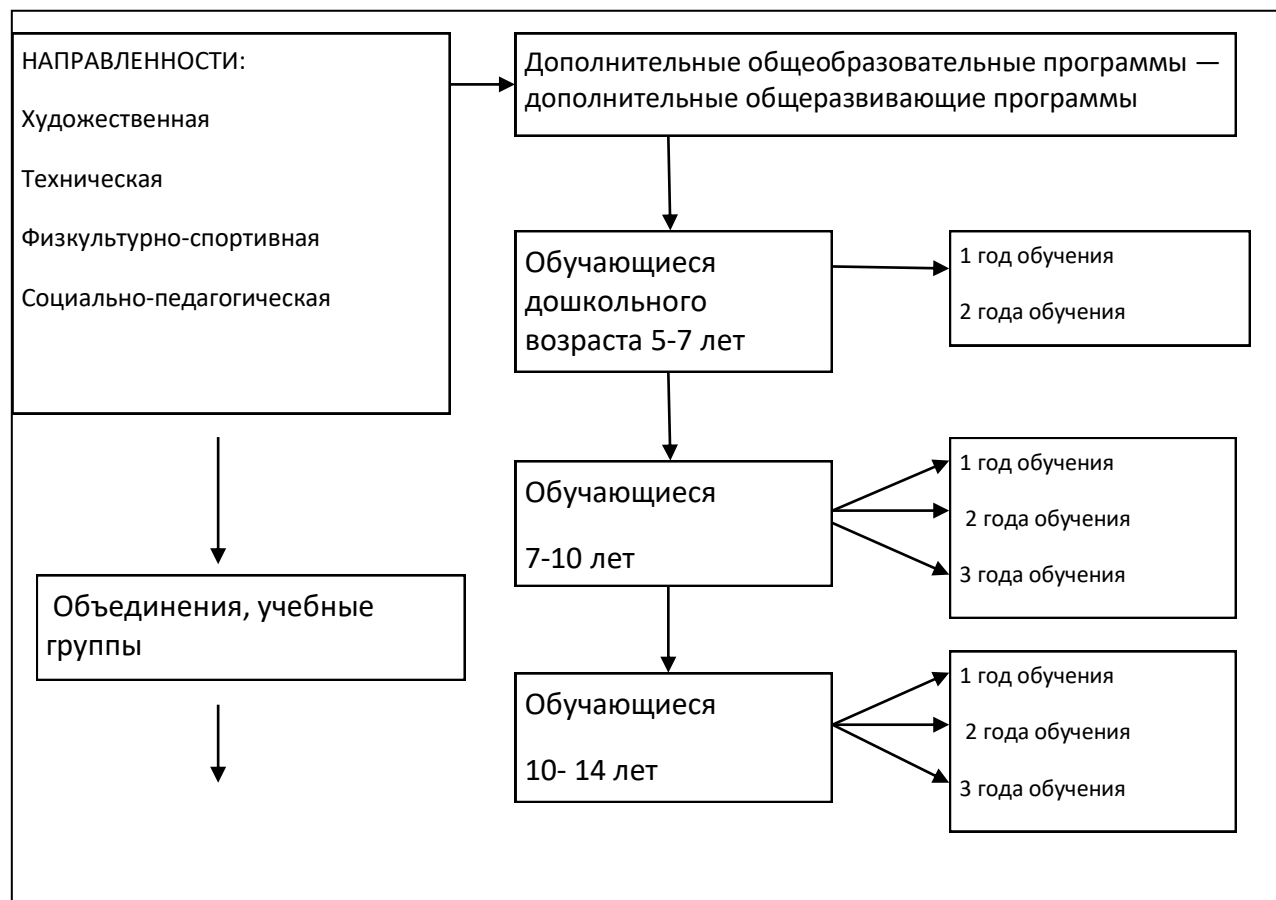 НАПРАВЛЕННОСТИ:
Художественная
Техническая
Физкультурно-спортивная
Социально-педагогическая
Дополнительные общеобразовательные программы —
дополнительные общеразвивающие программы
Обучающиеся
дошкольного
возраста 5-7 лет
1 год обучения
2 года обучения
Обучающиеся
7-10 лет
1 год обучения
2 года обучения
3 года обучения
Объединения, учебные
группы
Обучающиеся
10- 14 лет
1 год обучения
2 года обучения
3 года обучения